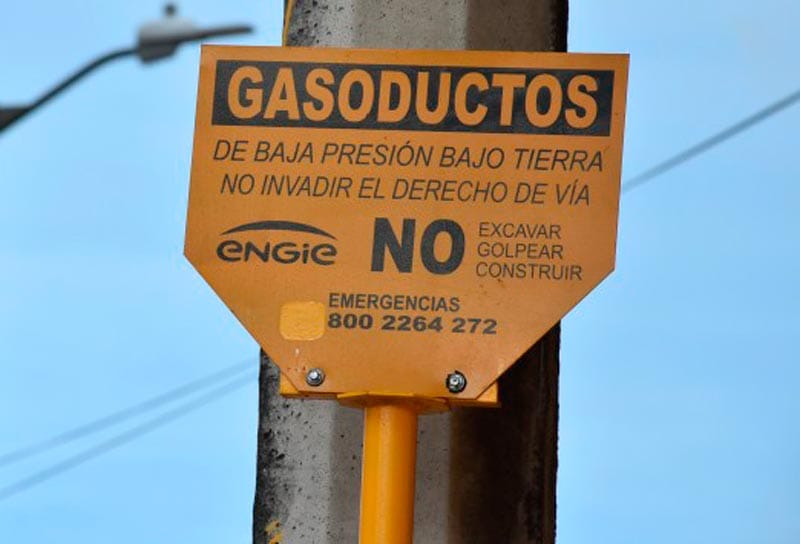 GASODUCTOS
DE BAJA PRESIÓN BAJO TIERRA
NO INVADIR EL DERECHO DE VÍA
ENGIE
NO
EXCAVAR
GOLPEAR
CONSTRUIR
EMERGENCIAS
800 2264 272